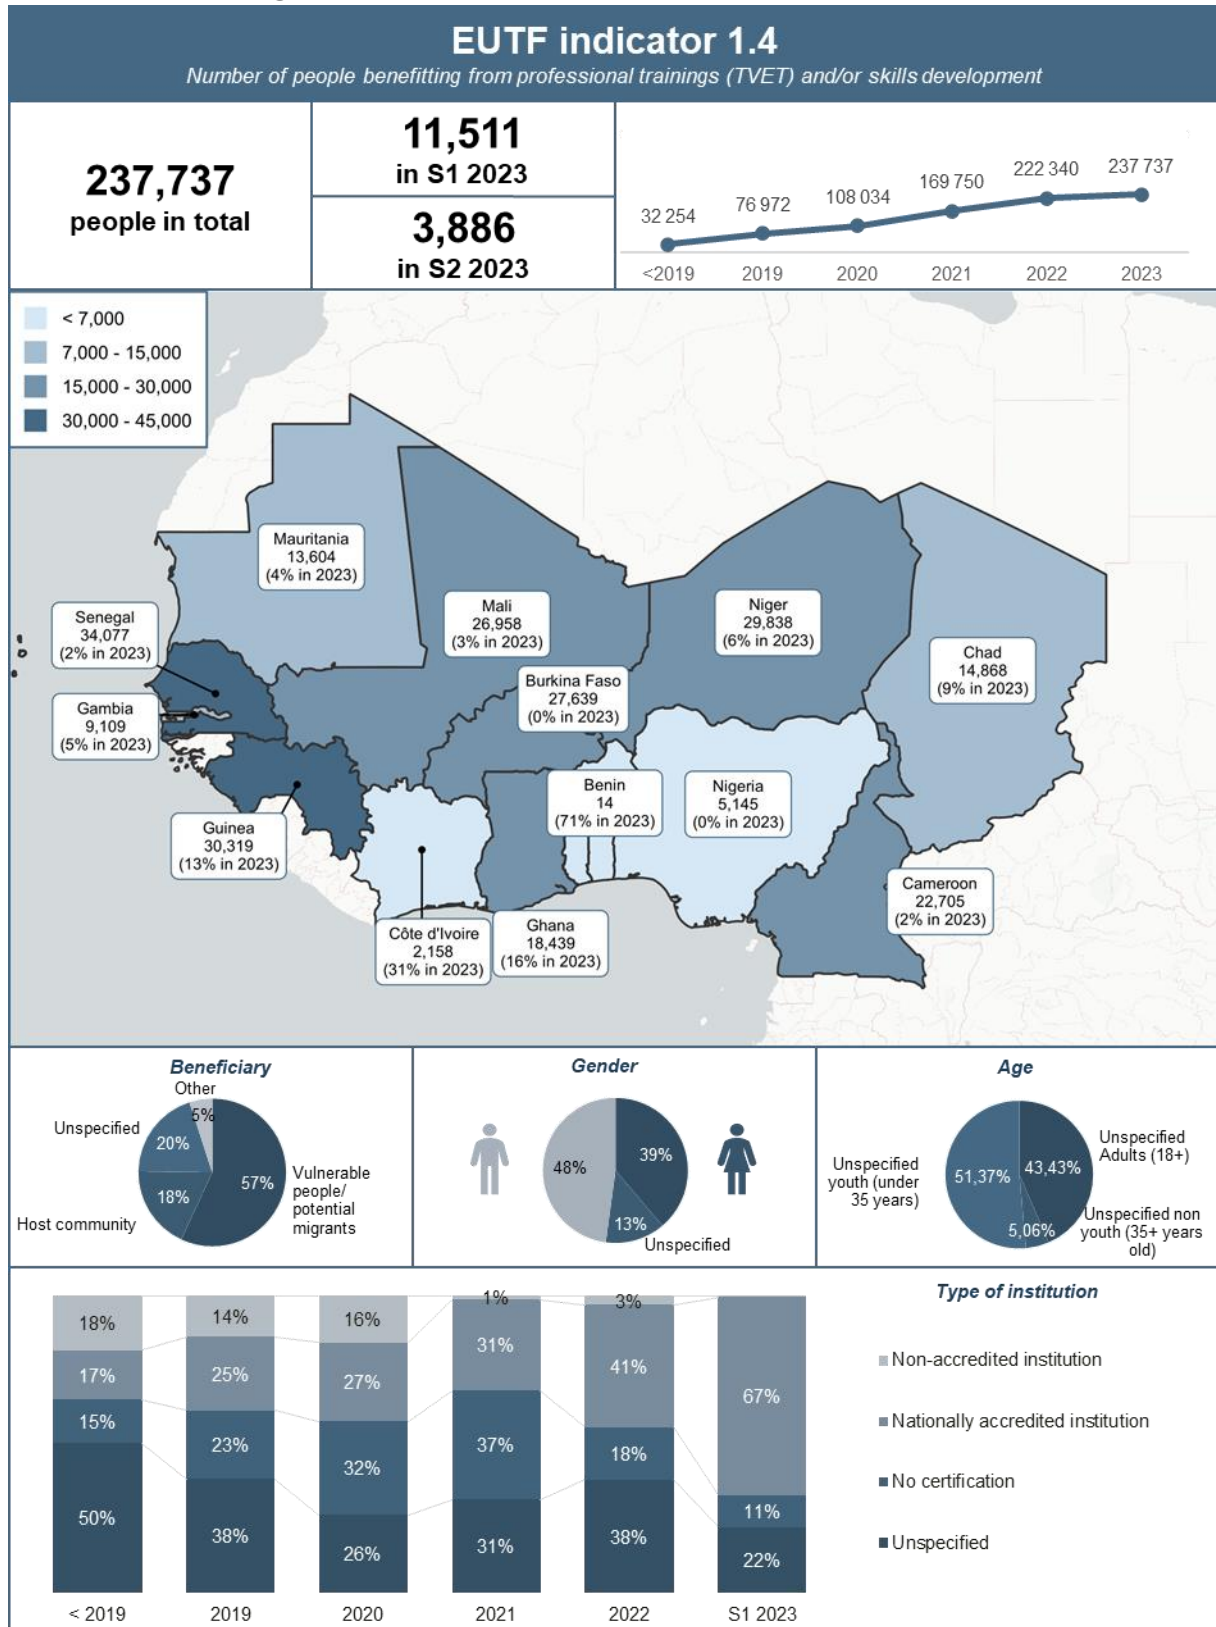 EUTF indicator 1.4
Number of people benefitting from professional trainings (TVET) and/or skills development
237,737
people in total
11,511
in S1 2023
3,886
in S2 2023
32 254
76 972
108 034
169 750
222 340
237 737
<2019
2019
2020
2021
2022
2023
< 7,000
7,000 - 15,000
15,000 - 30,000
30,000 - 45,000
Mauritania
13,604
(4% in 2023)
Senegal
34,077
(2% in 2023)
Mali
26,958
(3% in 2023)
Niger
29,838
(6% in 2023)
Chad
14,868
(9% in 2023)
Burkina Faso
27,639
(0% in 2023)
Gambia
9,109
(5% in 2023)
Benin
14
(71% in 2023)
Nigeria
5,145
(0% in 2023)
Guinea
30,319
(13% in 2023)
Cameroon
22,705
(2% in 2023)
Côte d'Ivoire
2,158
(31% in 2023)
Ghana
18,439
(16% in 2023)
Beneficiary
Other
5%
Unspecified
20%
57%
Vulnerable
people/
potential
migrants
18%
Host community
Gender
48%
39%
13%
Unspecified
Age
Unspecified
youth (under
35 years)
51,37%
43,43%
Unspecified
Adults (18+)
5,06%
Unspecified non
youth (35+ years
old)
18%
17%
15%
50%
< 2019
14%
25%
23%
38%
2019
16%
27%
32%
26%
2020
1%
31%
37%
31%
2021
3%
41%
18%
38%
2022
67%
11%
22%
S1 2023
Type of institution
Non-accredited institution
Nationally accredited institution
No certification
Unspecified